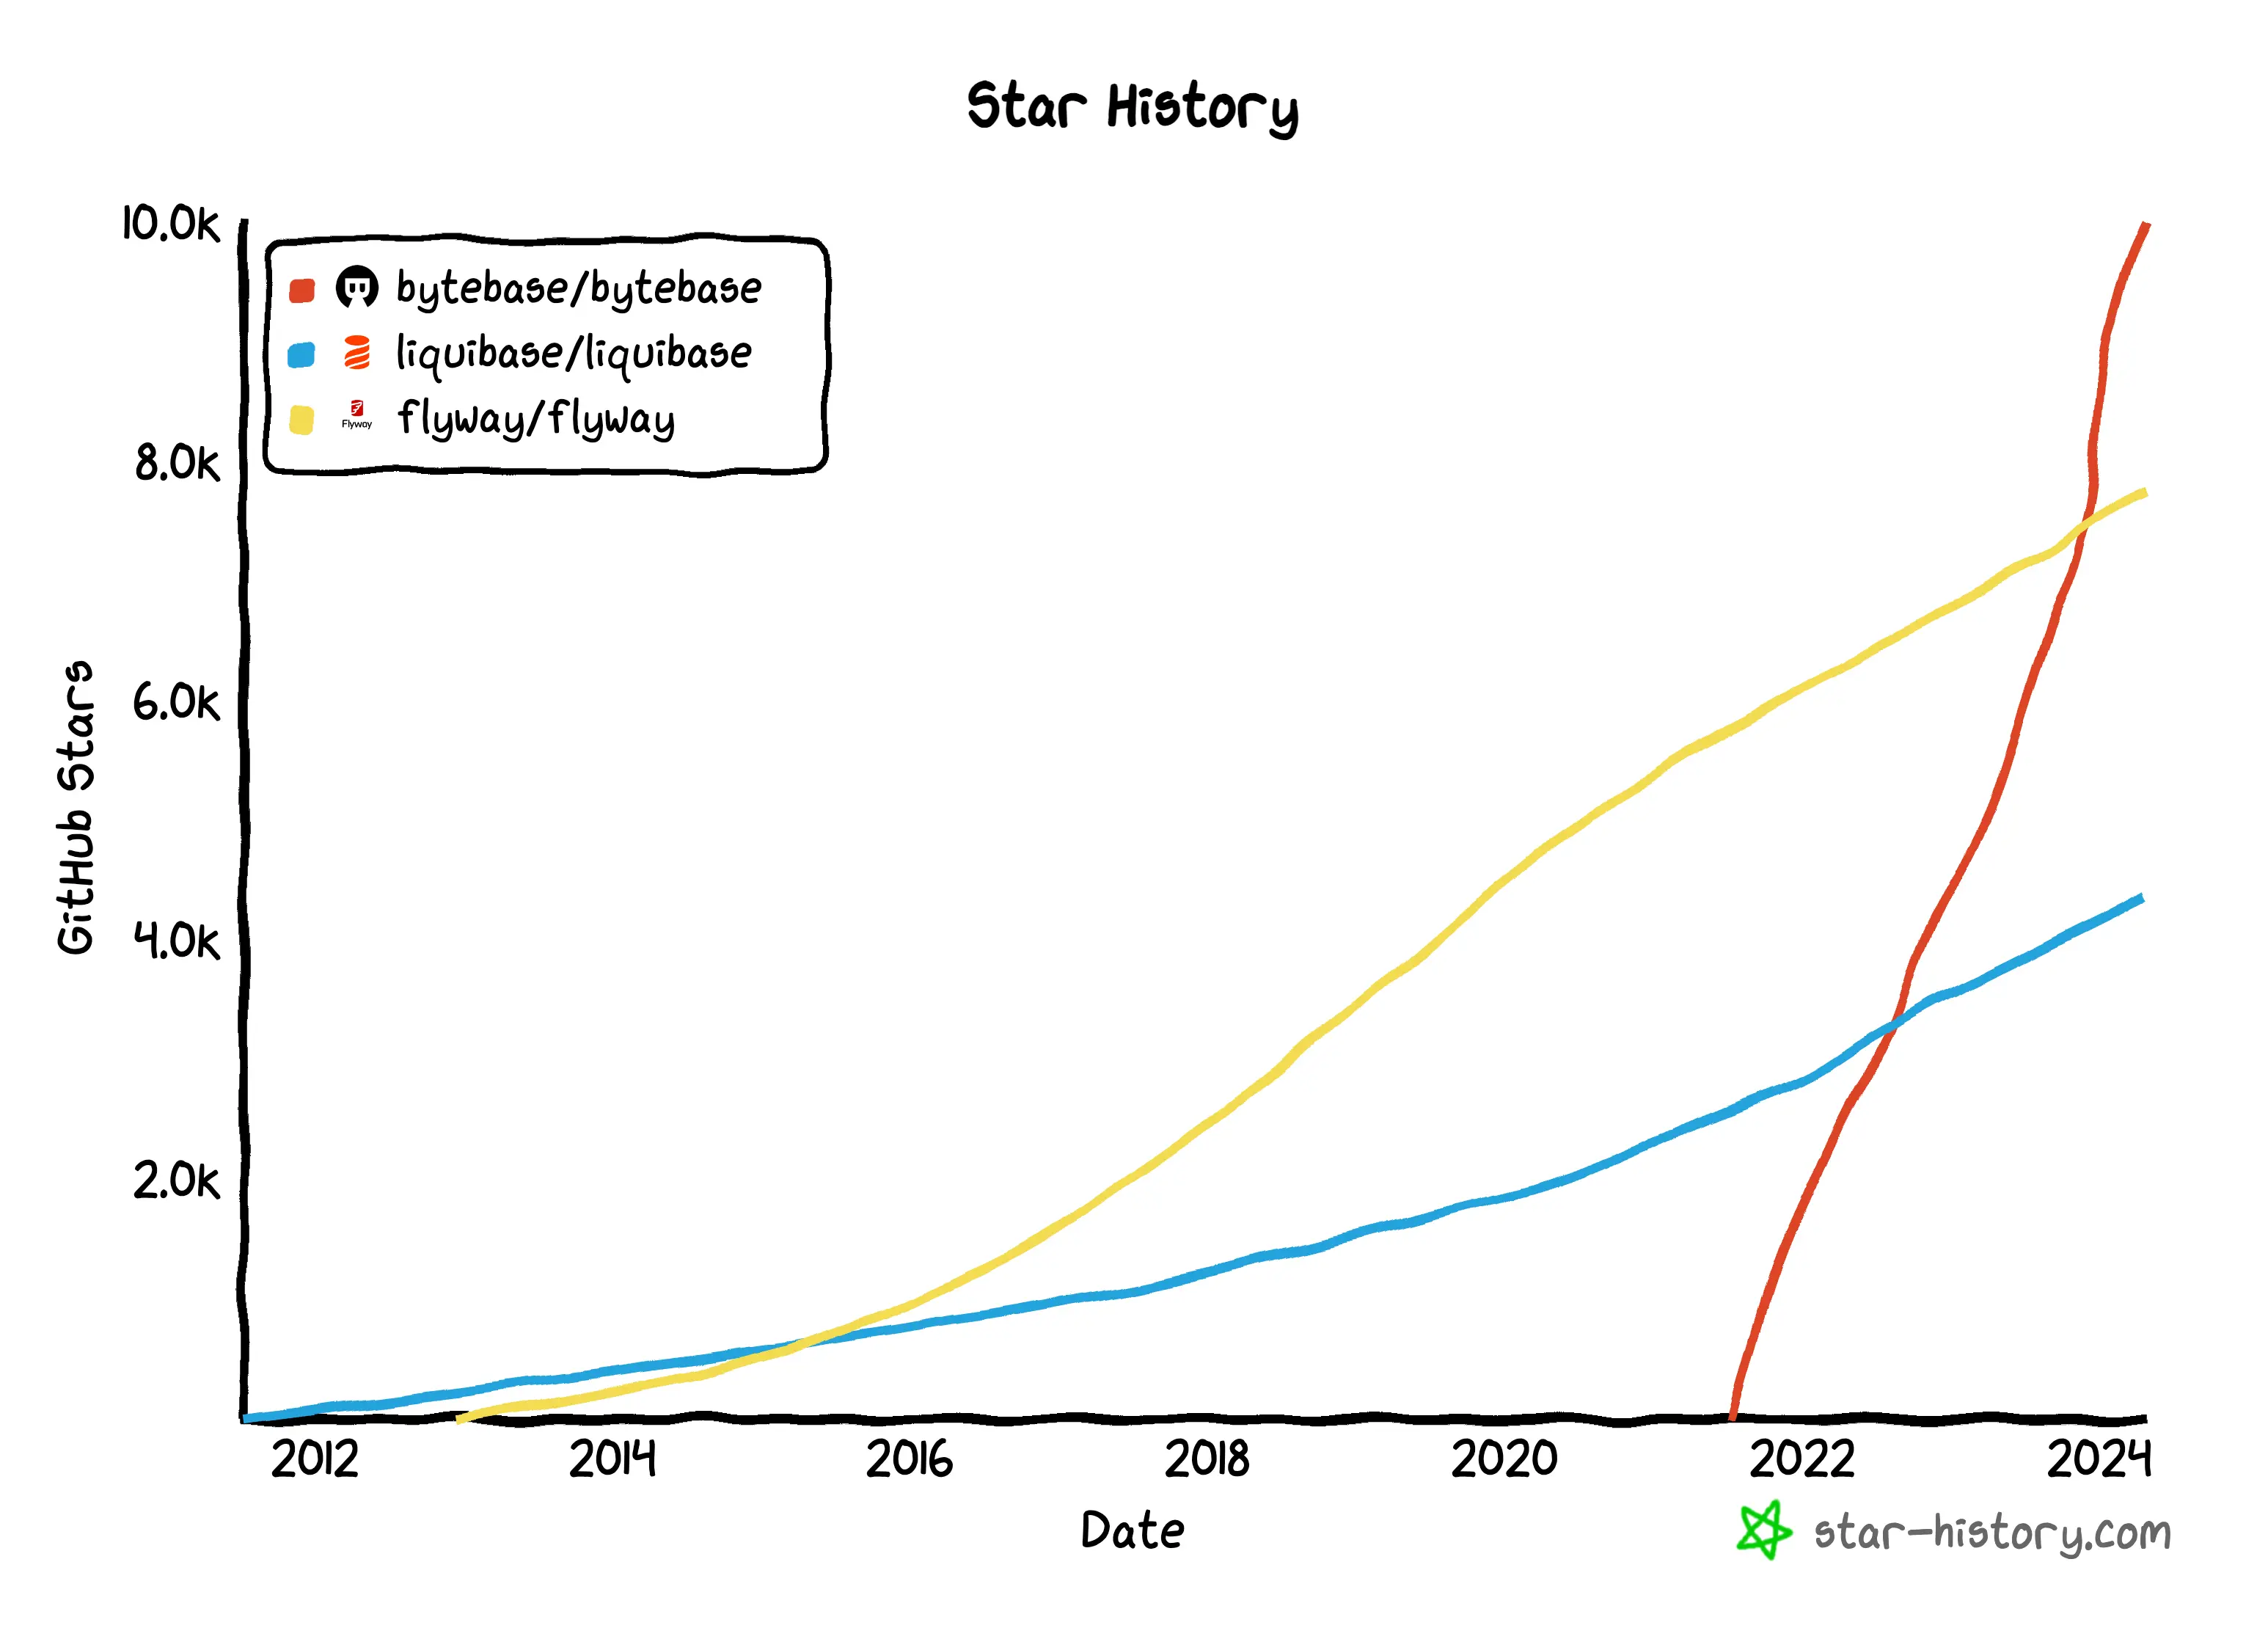 Star History
10.0K
8.0K
6.0K
4.0K
2.0K
GitHub Stars
bytebase/bytebase
liquibase/liquibase
Flyway
flyway/flyway
2012
2014
2016
2018
2020
2022
2024
Date
star-history.com